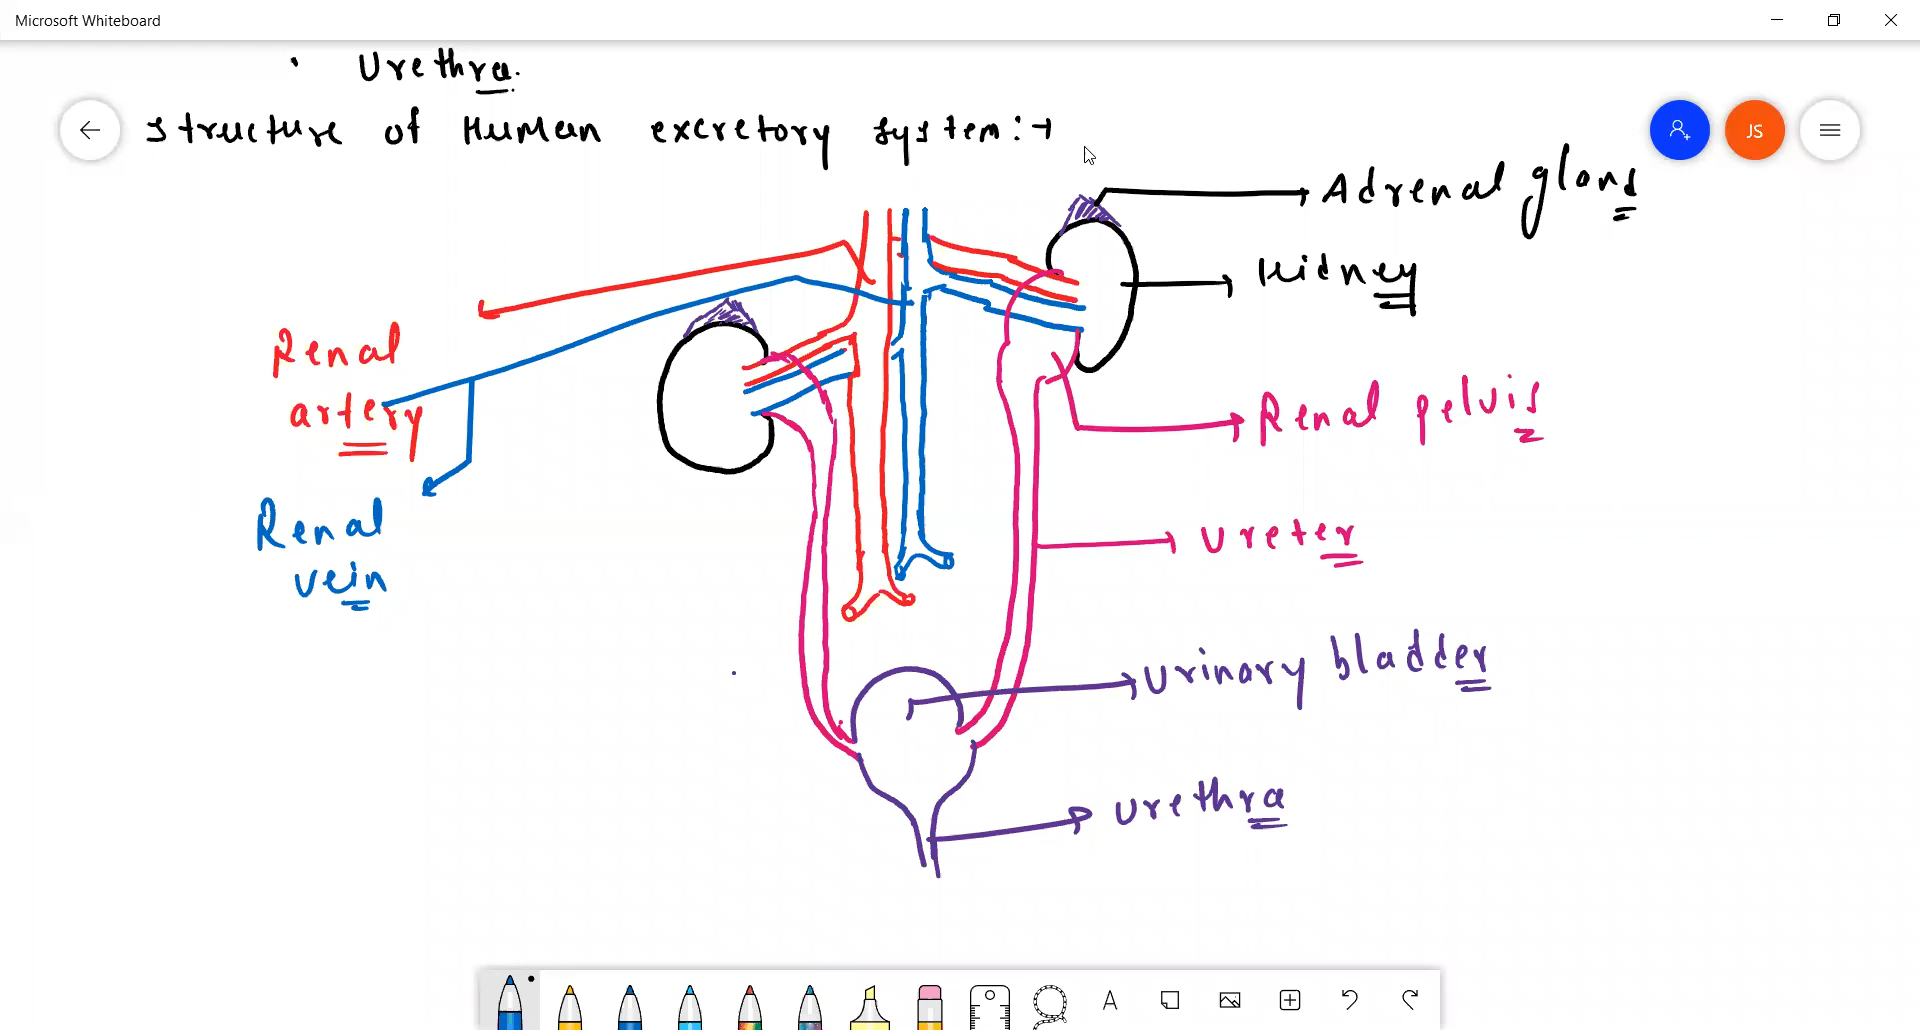 Microsoft Whiteboard
• Urethra.
Structure of Human excretory system:→
JS
Adrenal gland
Kidney
Renal
artery
Renal pelvis
Renal
vein
Ureter
Urinary bladder
Urethra
A